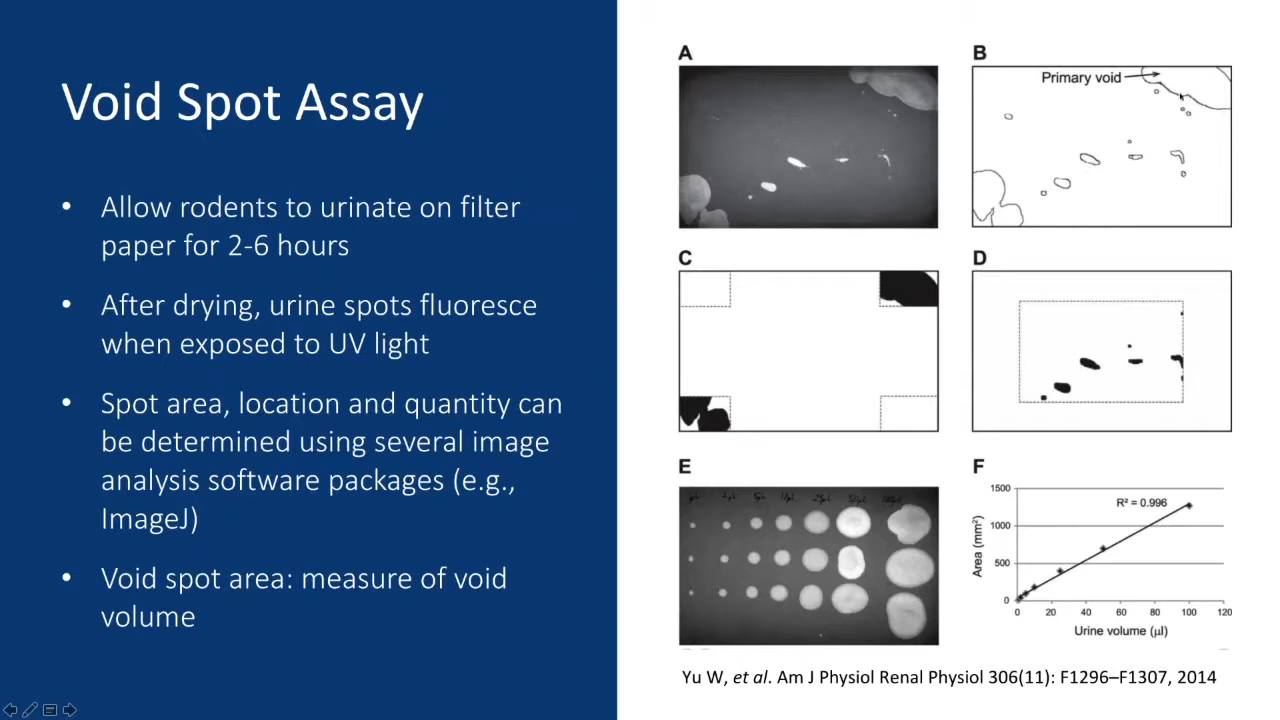 Void Spot Assay
• Allow rodents to urinate on filter
paper for 2-6 hours
• After drying, urine spots fluoresce
when exposed to UV light
• Spot area, location and quantity can
be determined using several image
analysis software packages (e.g.,
ImageJ)
• Void spot area: measure of void
volume
A
B
Primary void
C
D
E
F
1500
1000
500
0
Area (mm²)
R² = 0.996
0 20 40 60 80 100 120
Urine volume (µl)
Yu W, et al. Am J Physiol Renal Physiol 306(11): F1296–F1307, 2014